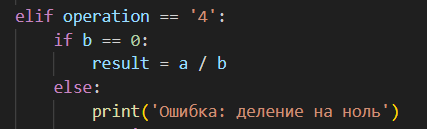 elif operation == '4':
    if b == 0:
        result = a / b
    else:
        print('Ошибка: деление на ноль')